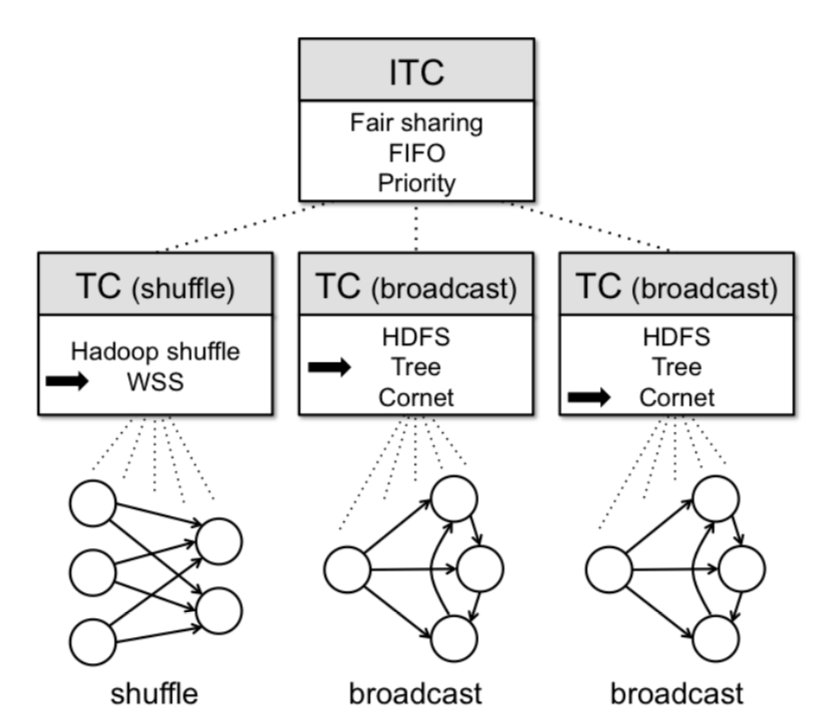 ITC
Fair sharing
FIFO
Priority
TC (shuffle)
Hadoop shuffle
WSS
TC (broadcast)
HDFS
Tree
Cornet
TC (broadcast)
HDFS
Tree
Cornet
shuffle
broadcast
broadcast